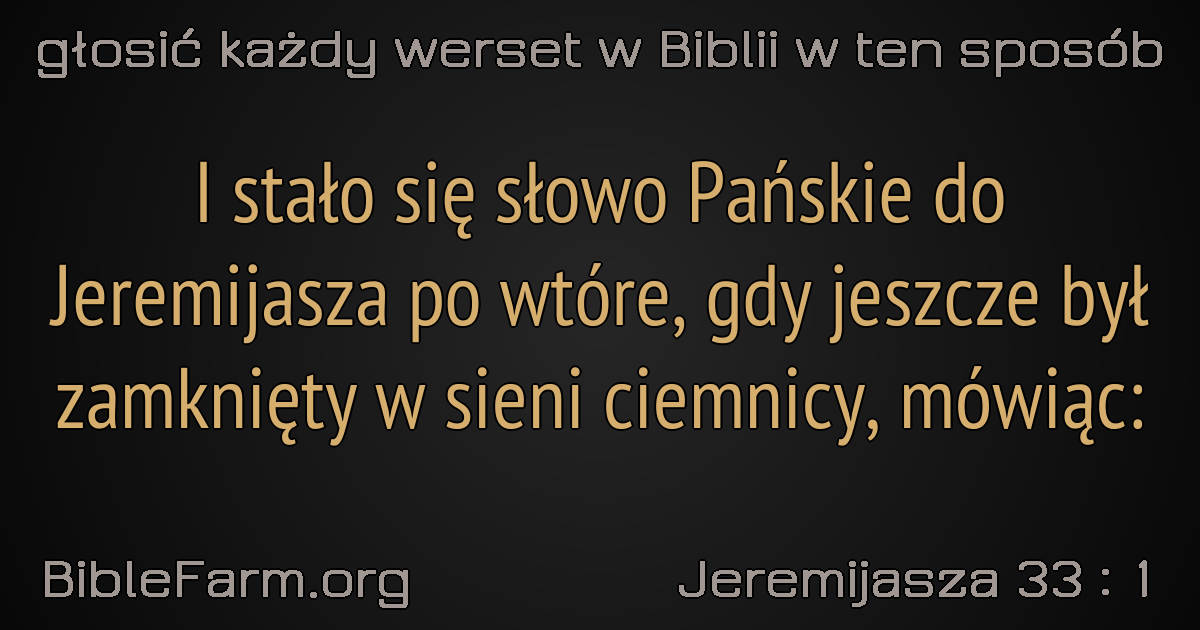 głosić każdy werset w Biblii w ten sposób
I stało się słowo Pańskie do
Jeremijasza po wtóre, gdy jeszcze był
zamknięty w sieni ciemnicy, mówiąc:
BibleFarm.org
Jeremijasza 33 : 1